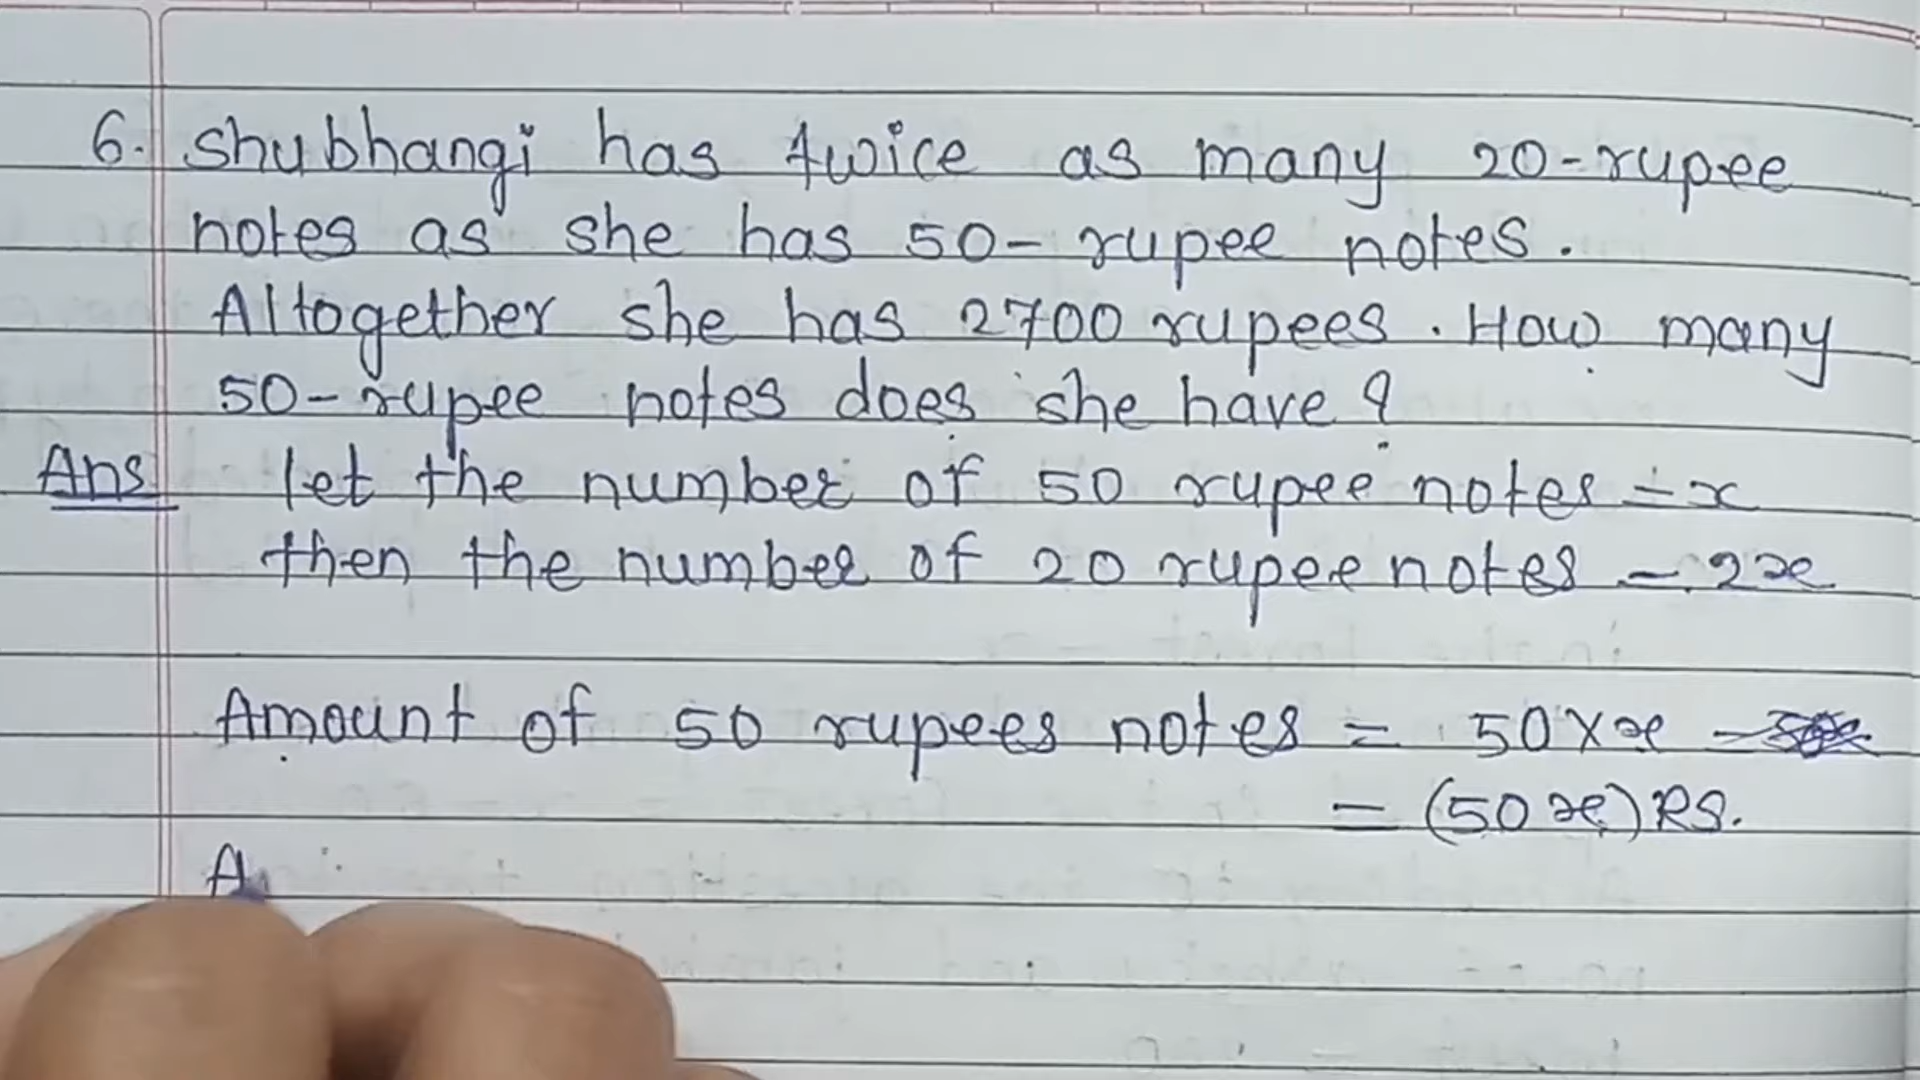 6. Shubhangi has twice as many 20-rupee
notes as she has 50-rupee notes.
Altogether she has 2700 rupees. How many
50-rupee notes does she have?
Ans let the number of 50 rupee notes = x
then the number of 20 rupee notes = 2x
Amount of 50 rupees notes = 50×x =
= (50x) RS.